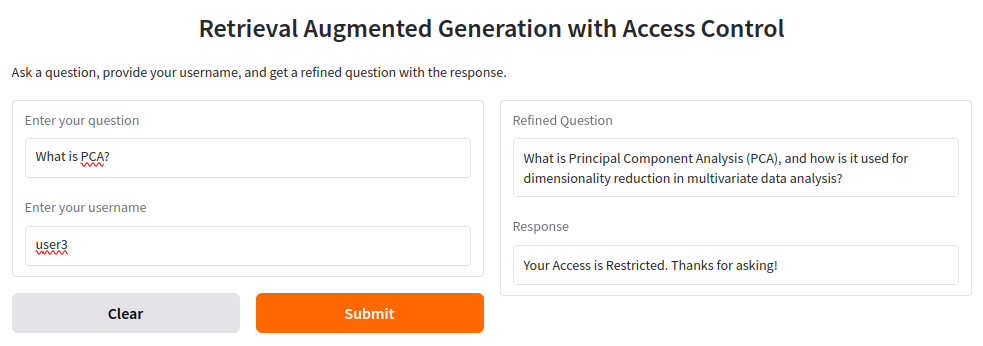 Retrieval Augmented Generation with Access Control
Ask a question, provide your username, and get a refined question with the response.
Enter your question
What is PCA?
Enter your username
user3
Clear
Submit
Refined Question
What is Principal Component Analysis (PCA), and how is it used for
dimensionality reduction in multivariate data analysis?
Response
Your Access is Restricted. Thanks for asking!